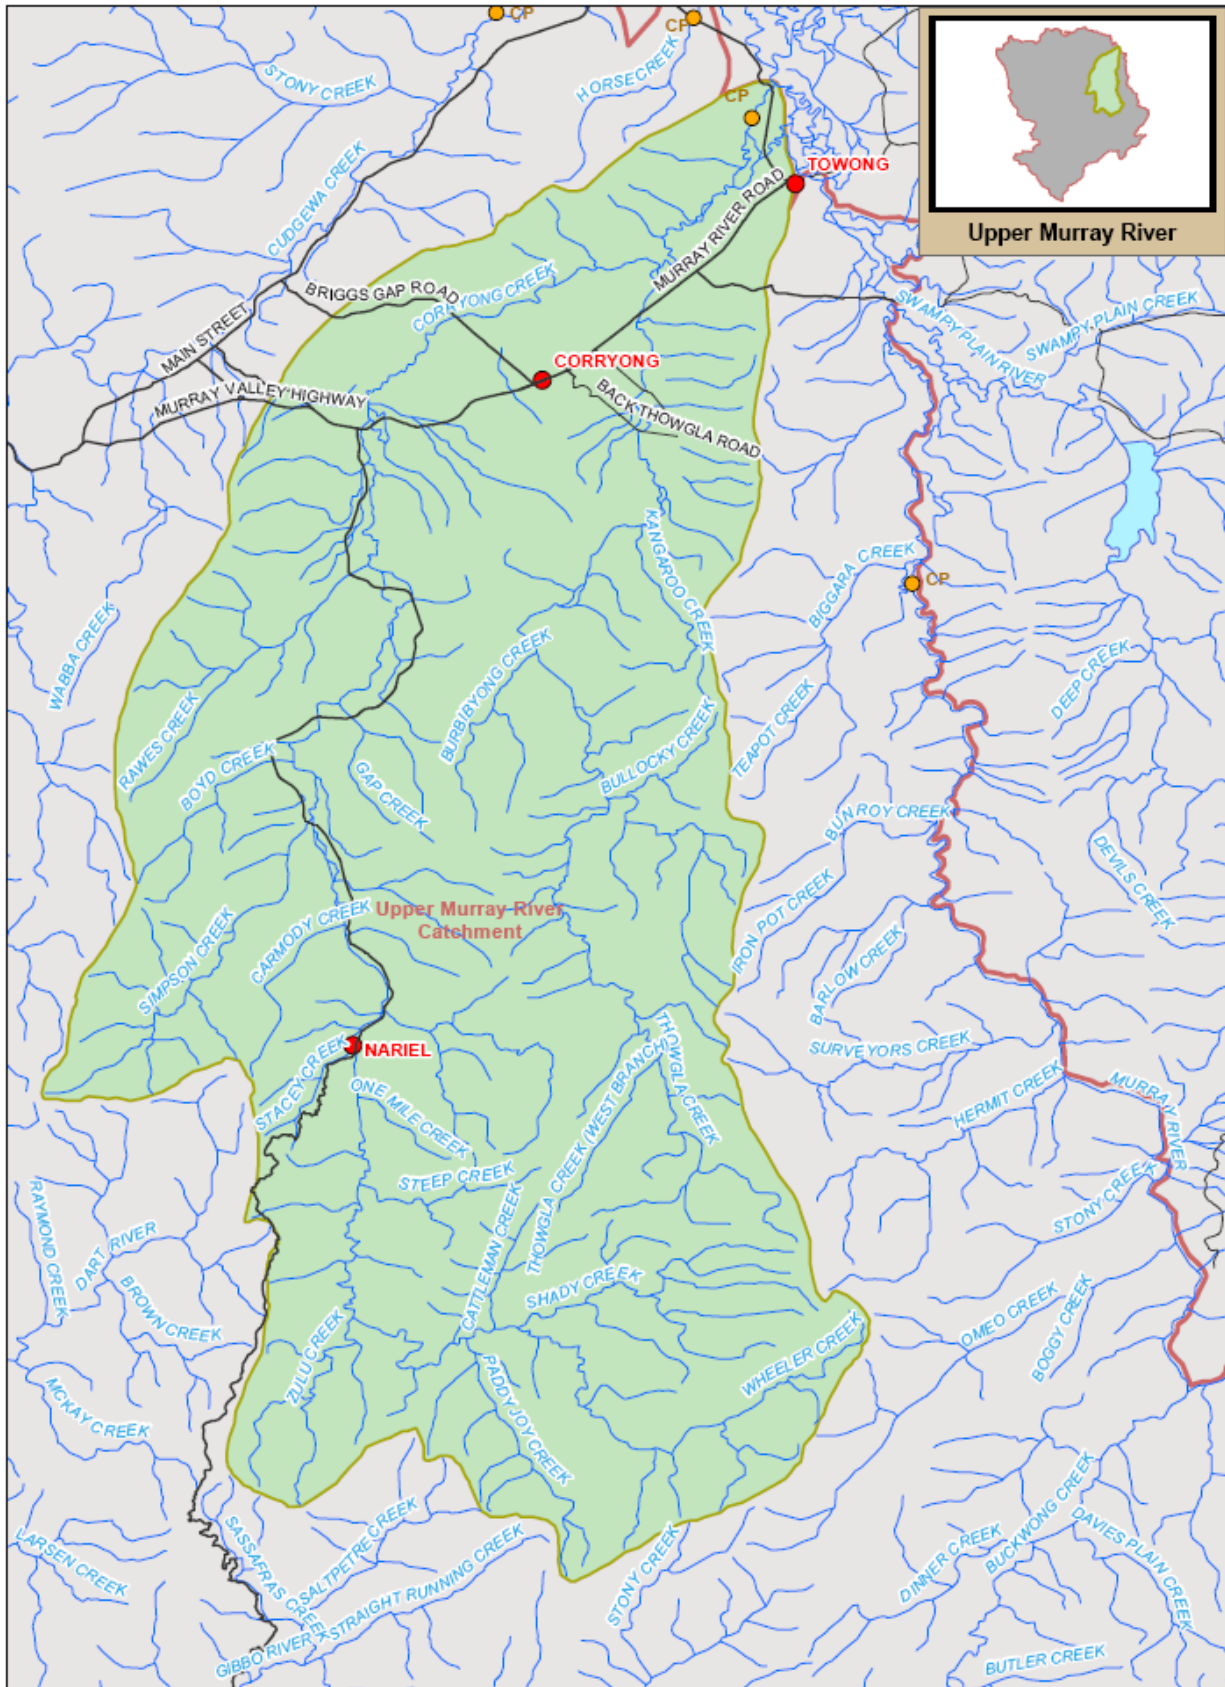 CP
CP
STONY CREEK
HORSE CREEK
CP
TOWONG
Upper Murray River
CUDGEWA CREEK
MURRAY RIVER ROAD
BRIGGS GAP ROAD
CORRYONG CREEK
SWAMPY PLAIN RIVER
SWAMPY PLAIN CREEK
MAIN STREET
CORRYONG
MURRAY VALLEY HIGHWAY
BACK THOWGLA ROAD
KANGAROO CREEK
BIGGARA CREEK
CP
WABBA CREEK
RAWES CREEK
BURBIBYONG CREEK
DEEP CREEK
BOYD CREEK
GAP CREEK
BULLOCKY CREEK
TEAPOT CREEK
BUNROY CREEK
DEVILS CREEK
Upper Murray River
Catchment
SIMPSON CREEK
CARMODY CREEK
IRON POT CREEK
BARLOW CREEK
STACEY CREEK
NARIEL
THOWGLA CREEK (WEST BRANCH)
THOWGLA CREEK
SURVEYORS CREEK
HERMIT CREEK
MURRAY RIVER
ONE MILE CREEK
STEEP CREEK
STONY CREEK
RAYMOND CREEK
DART RIVER
BROWN CREEK
CATTLEMAN CREEK
SHADY CREEK
OMEO CREEK
BOGGY CREEK
ZULU CREEK
WHEELER CREEK
MCKAY CREEK
PADDY JOY CREEK
LARSEN CREEK
SASSAFRAS CREEK
SALTPETRE CREEK
STRAIGHT RUNNING CREEK
GIBBO RIVER
STONY CREEK
DINNER CREEK
BUCKWONG CREEK
DAVIES PLAIN CREEK
BUTLER CREEK